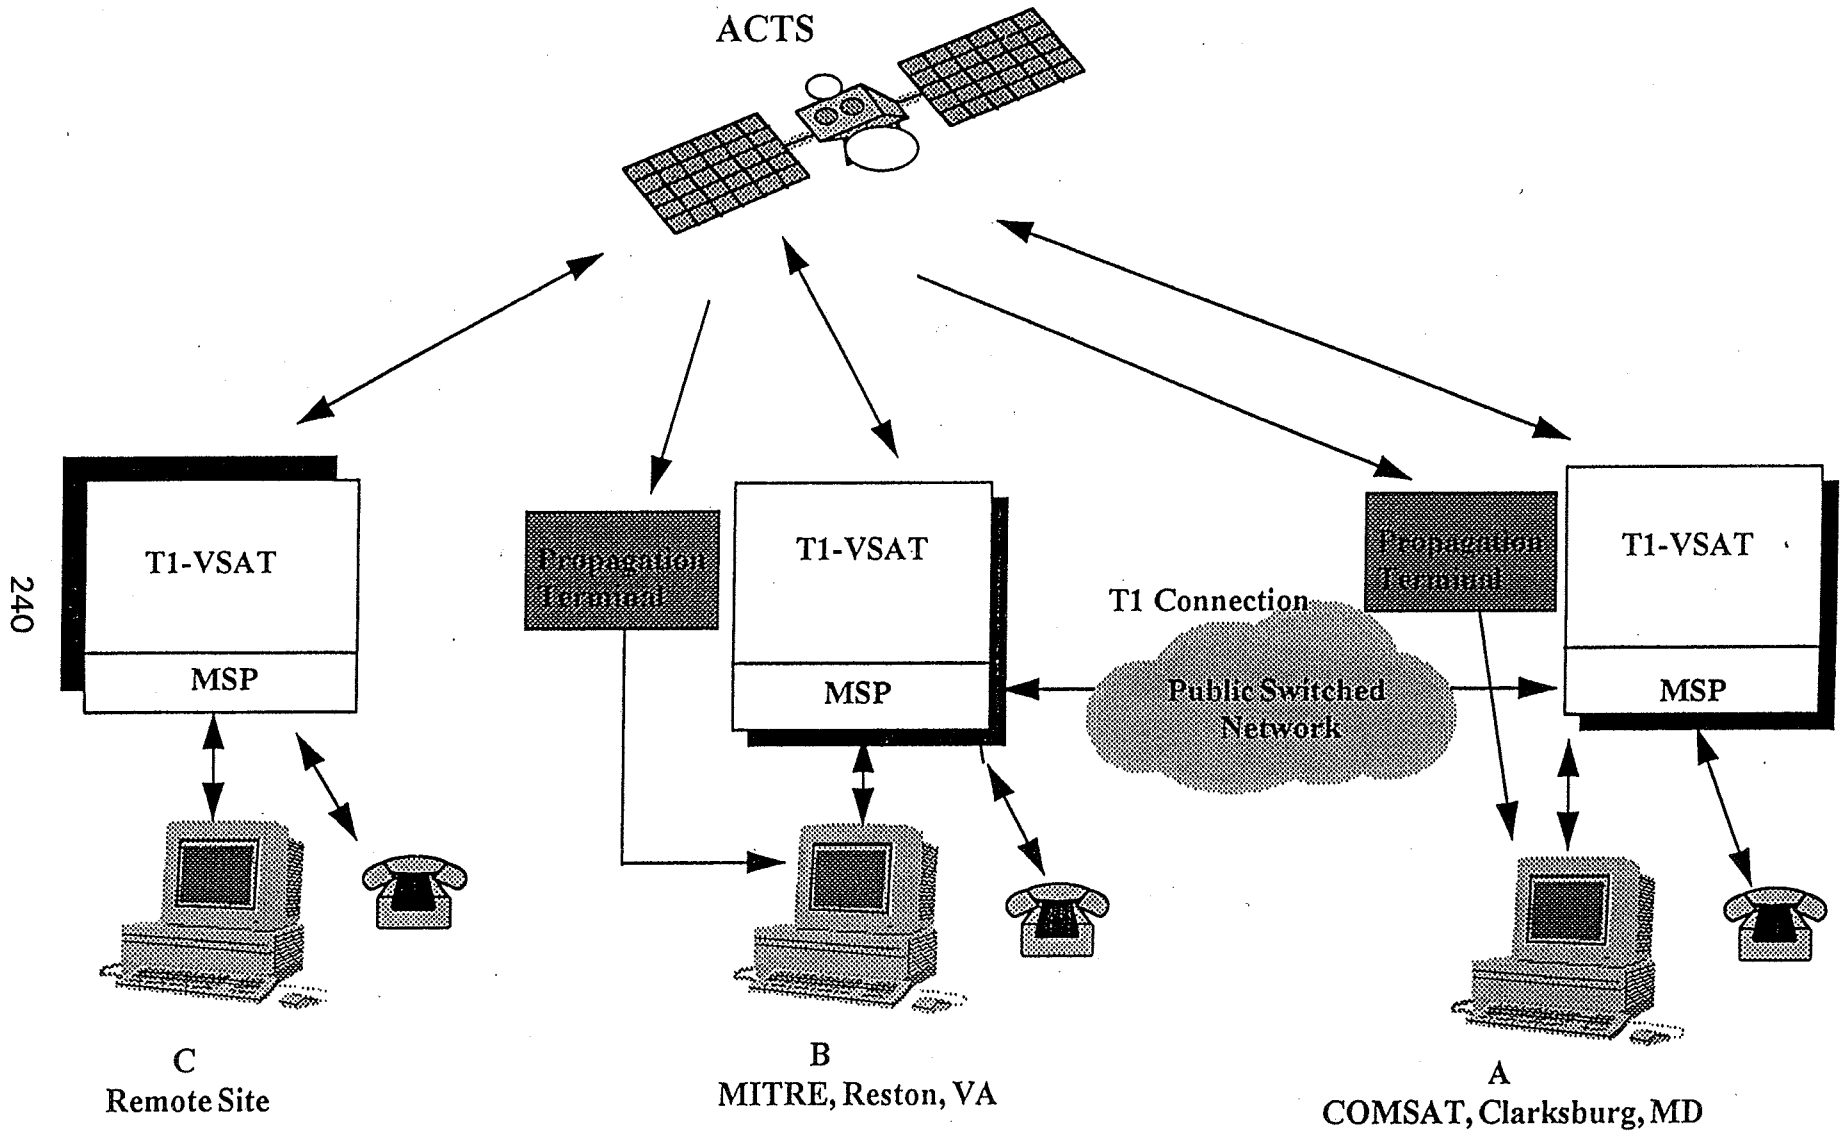 ACTS
T1-VSAT
MSP
Propagation
Terminal
T1-VSAT
MSP
T1 Connection
Public Switched
Network
Propagation
Terminal
T1-VSAT
MSP
240
C
Remote Site
B
MITRE, Reston, VA
A
COMSAT, Clarksburg, MD